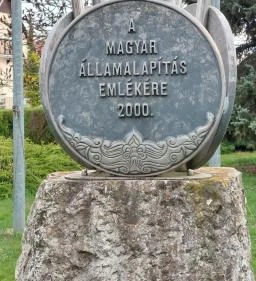 A
MAGYAR
ÁLLAMALAPÍTÁS
EMLÉKÉRE
2000.